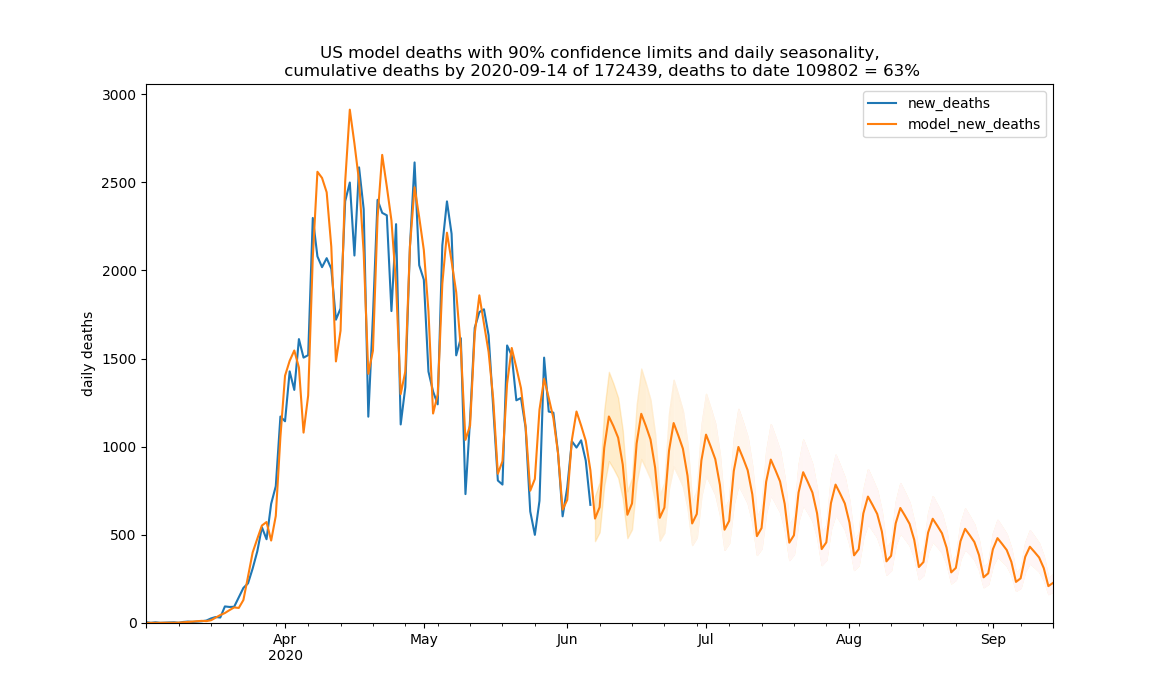 US model deaths with 90% confidence limits and daily seasonality,
cumulative deaths by 2020-09-14 of 172439, deaths to date 109802 = 63%
new_deaths
model_new_deaths
daily deaths
3000
2500
2000
1500
1000
500
0
Apr
2020
May
Jun
Jul
Aug
Sep